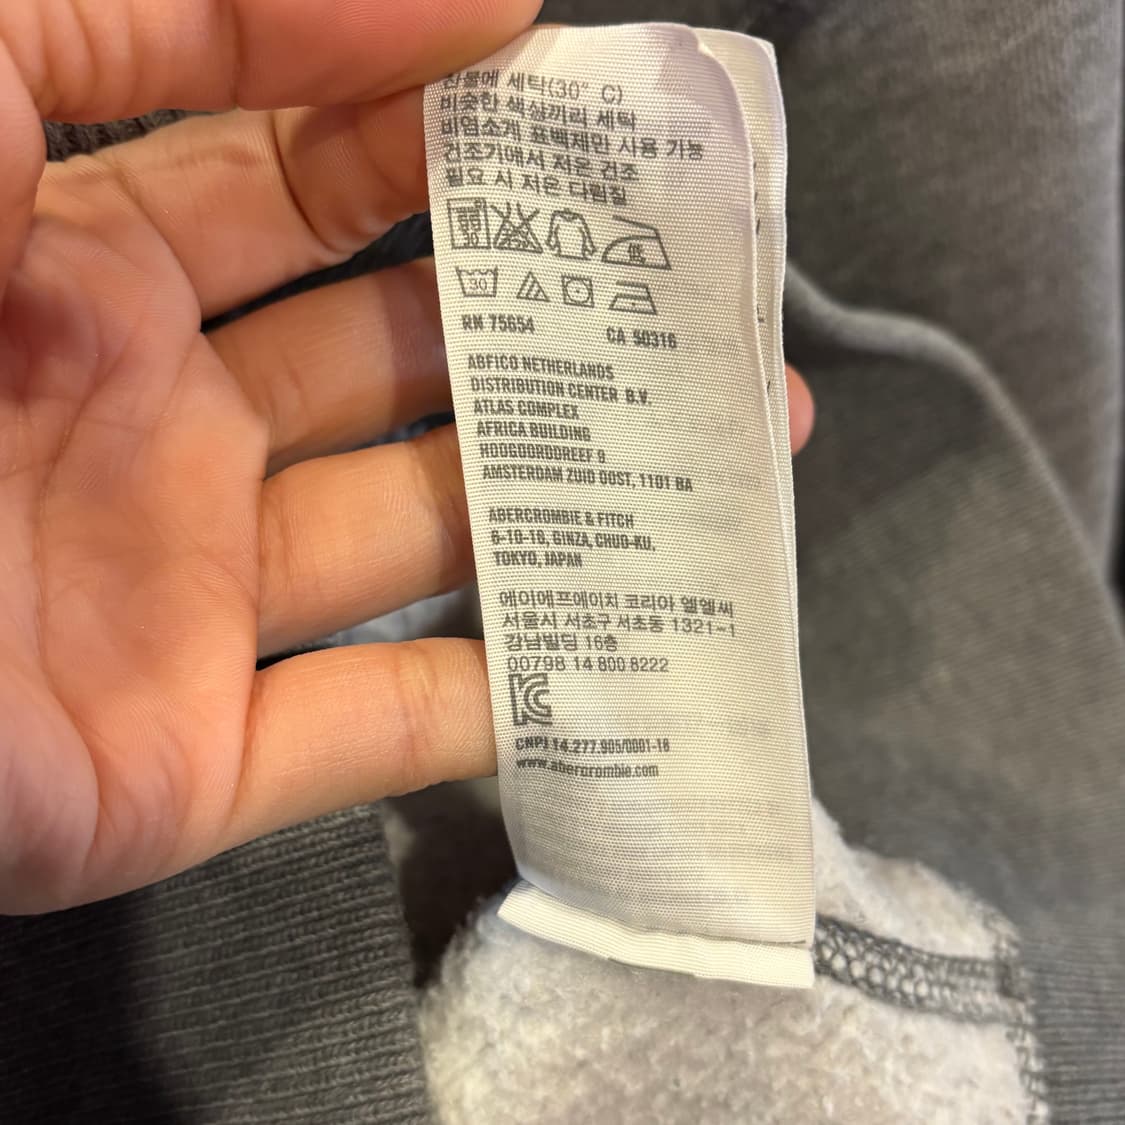 찬물에 세탁(30° C)
비슷한 색상끼리 세탁
비염소계 표백제만 사용 가능
건조기에서 저온 건조
필요 시 저온 다림질
30
低
30
RN 75654 CA 50316
ABFICO NETHERLANDS
DISTRIBUTION CENTER B.V.
ATLAS COMPLEX
AFRICA BUILDING
HOOGOORDDREEF 9
AMSTERDAM ZUID OOST, 1101 BA
ABERCROMBIE & FITCH
6-10-16, GINZA, CHUO-KU,
TOKYO, JAPAN
에이에프에이치 코리아 엘엘씨
서울시 서초구 서초동 1321-1
강남빌딩 16층
00798 14 800 8222
CNPJ 14.277.905/0001-16
www.abercrombie.com